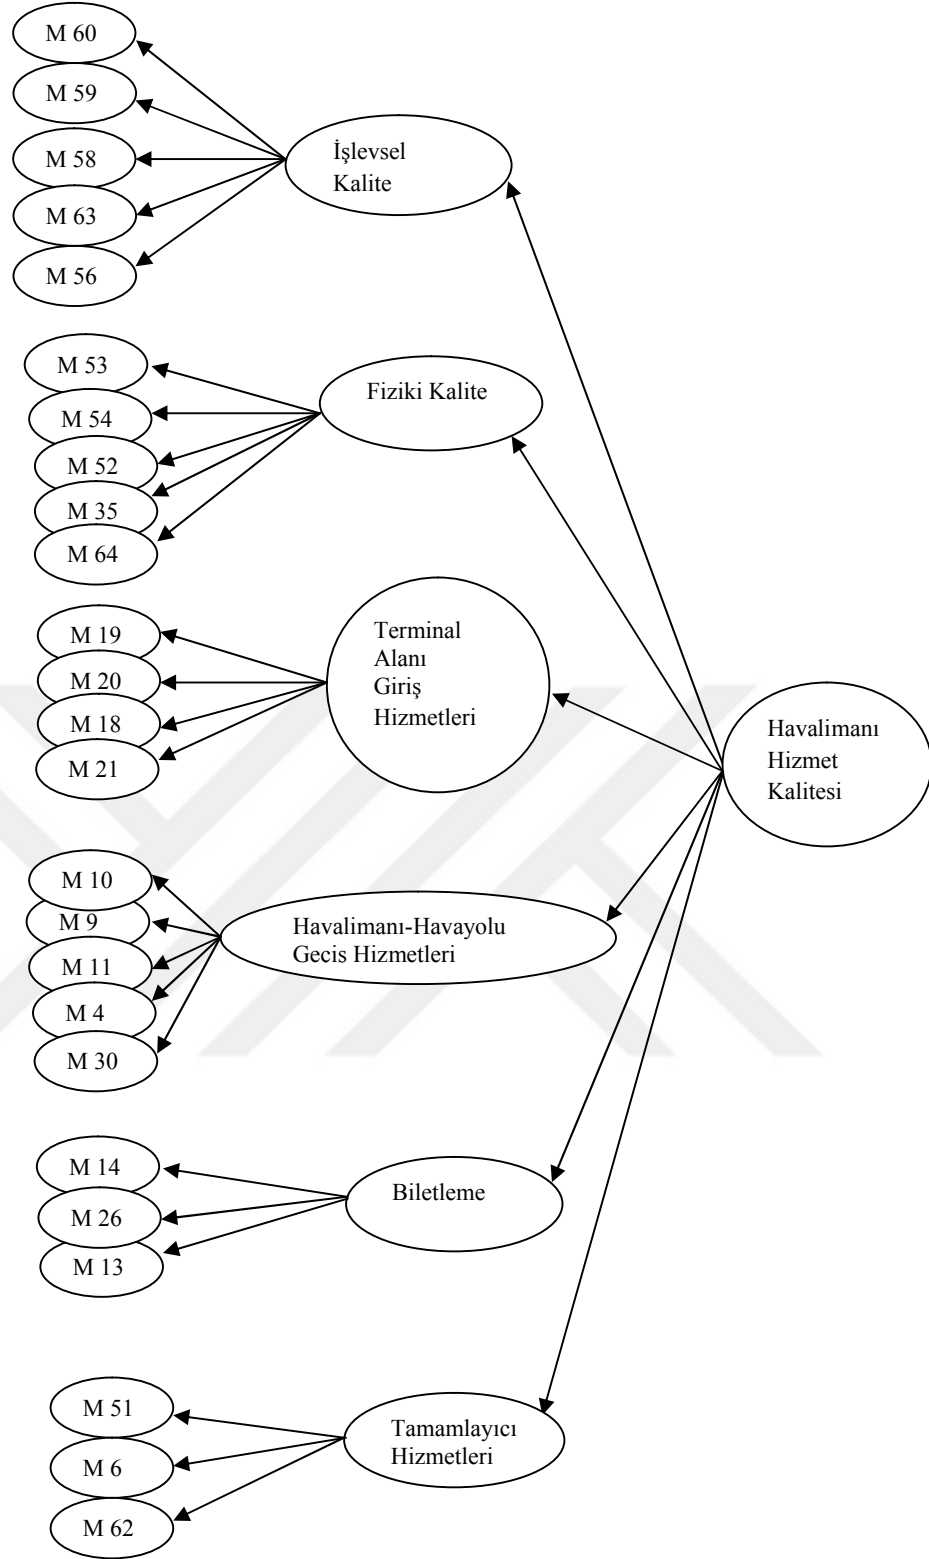 M 60
M 59
M 58
M 63
M 56
İşlevsel
Kalite
M 53
M 54
M 52
M 35
M 64
Fiziki Kalite
M 19
M 20
M 18
M 21
Terminal
Alanı
Giriş
Hizmetleri
Havalimanı
Hizmet
Kalitesi
M 10
M 9
M 11
M 4
M 30
Havalimanı-Havayolu
Gecis Hizmetleri
M 14
M 26
M 13
Biletleme
M 51
M 6
M 62
Tamamlayıcı
Hizmetleri